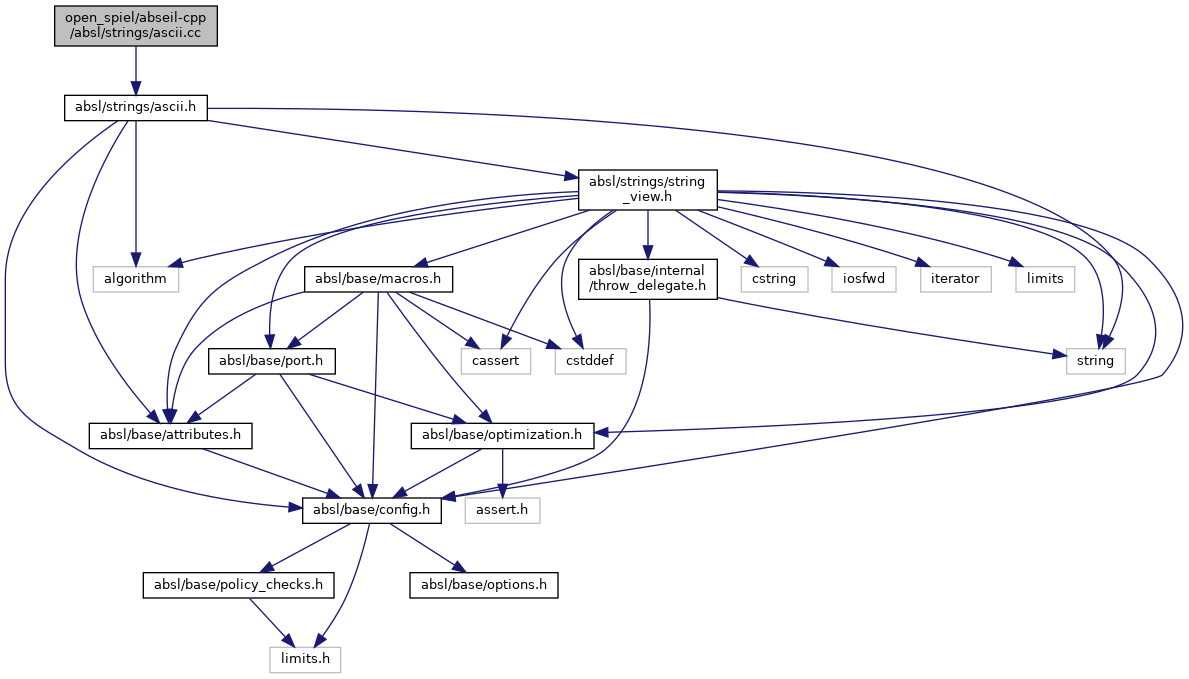 open_spiel/abseil-cpp
/absl/strings/ascii.cc
absl/strings/ascii.h
absl/strings/string
_view.h
algorithm
absl/base/macros.h
absl/base/internal
/throw_delegate.h
cstring
iosfwd
iterator
limits
absl/base/port.h
cassert
cstddef
string
absl/base/attributes.h
absl/base/optimization.h
absl/base/config.h
assert.h
absl/base/policy_checks.h
absl/base/options.h
limits.h